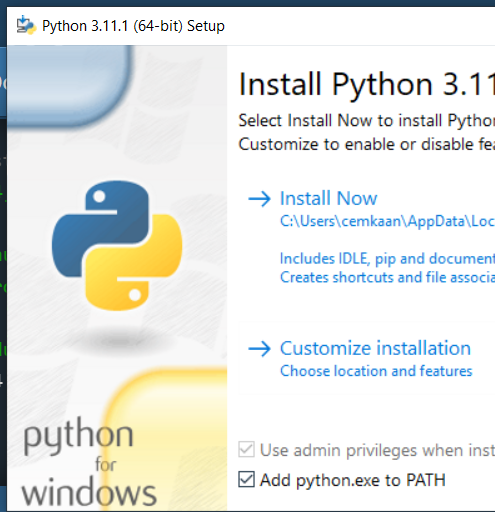 Python 3.11.1 (64-bit) Setup
Install Python 3.11
Select Install Now to install Python
Customize to enable or disable fea
Install Now
C:\Users\cemkaan\AppData\Loc
Includes IDLE, pip and document
Creates shortcuts and file associa
Customize installation
Choose location and features
Use admin privileges when inst
Add python.exe to PATH
python
for
windows